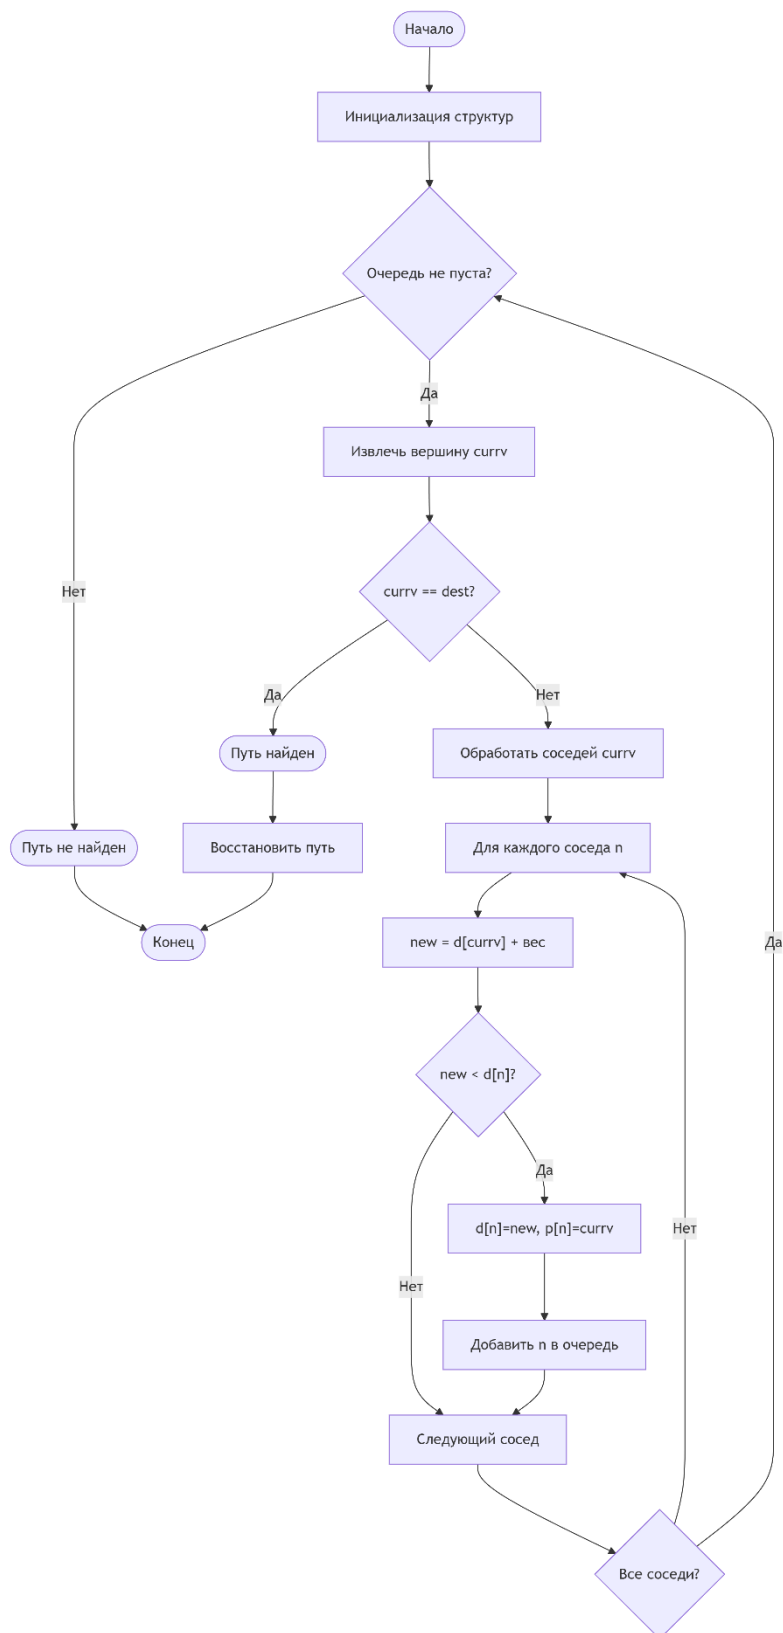 Начало
Инициализация структур
Очередь не пуста?
Да
Извлечь вершину currv
Нет
currv == dest?
Да
Нет
Путь найден
Обработать соседей currv
Путь не найден
Восстановить путь
Для каждого соседа n
Конец
new = d[currv] + вес
Да
new < d[n]?
Да
d[n]=new, p[n]=currv
Нет
Нет
Добавить n в очередь
Следующий сосед
Все соседи?